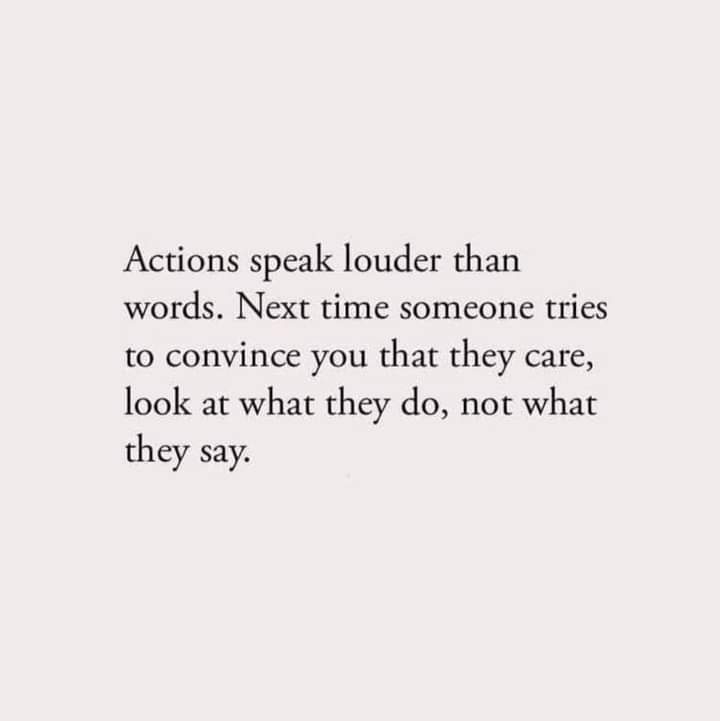 Actions speak louder than
words. Next time someone tries
to convince you that they care,
look at what they do, not what
they say.